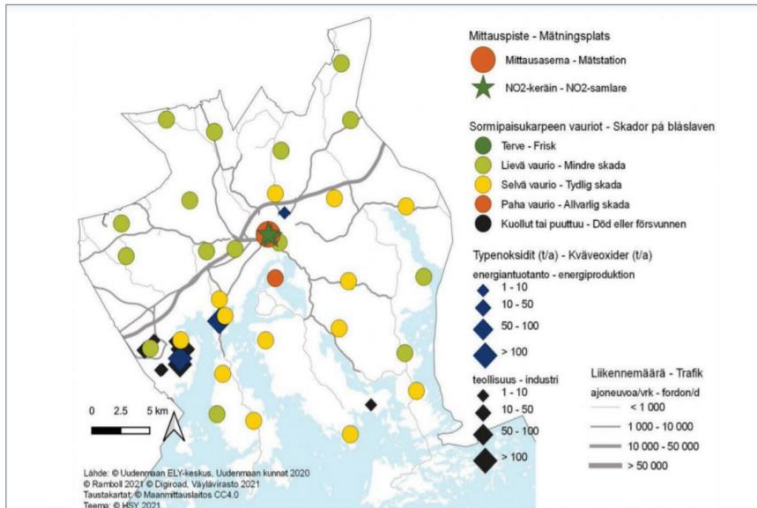 Mittauspiste - Mätningsplats
Mittausasema - Mätstation
NO2-keräin - NO2-samlare
Sormipaisukarpeen vauriot - Skador på blåslaven
Terve - Frisk
Lievä vaurio - Mindre skada
Selvä vaurio - Tydlig skada
Paha vaurio - Allvarlig skada
Kuollut tai puuttuu - Död eller försvunnen
Typenoksidit (t/a) - Kväveoxider (t/a)
energiantuotanto - energiproduktion
1 - 10
10 - 50
50 - 100
> 100
teollisuus - industri
1 - 10
10 - 50
50 - 100
> 100
Liikennemäärä - Trafik
ajoneuvoa/vrk - fordon/d
< 1 000
1 000 - 10 000
10 000 - 50 000
> 50 000
0 2.5 5 km
Lähde: © Uudenmaan ELY-keskus, Uudenmaan kunnat 2020
© Ramboll 2021 © Digiroad, Väylävirasto 2021
Taustakartat: © Maanmittauslaitos CC4.0
Teema: © HSY 2021